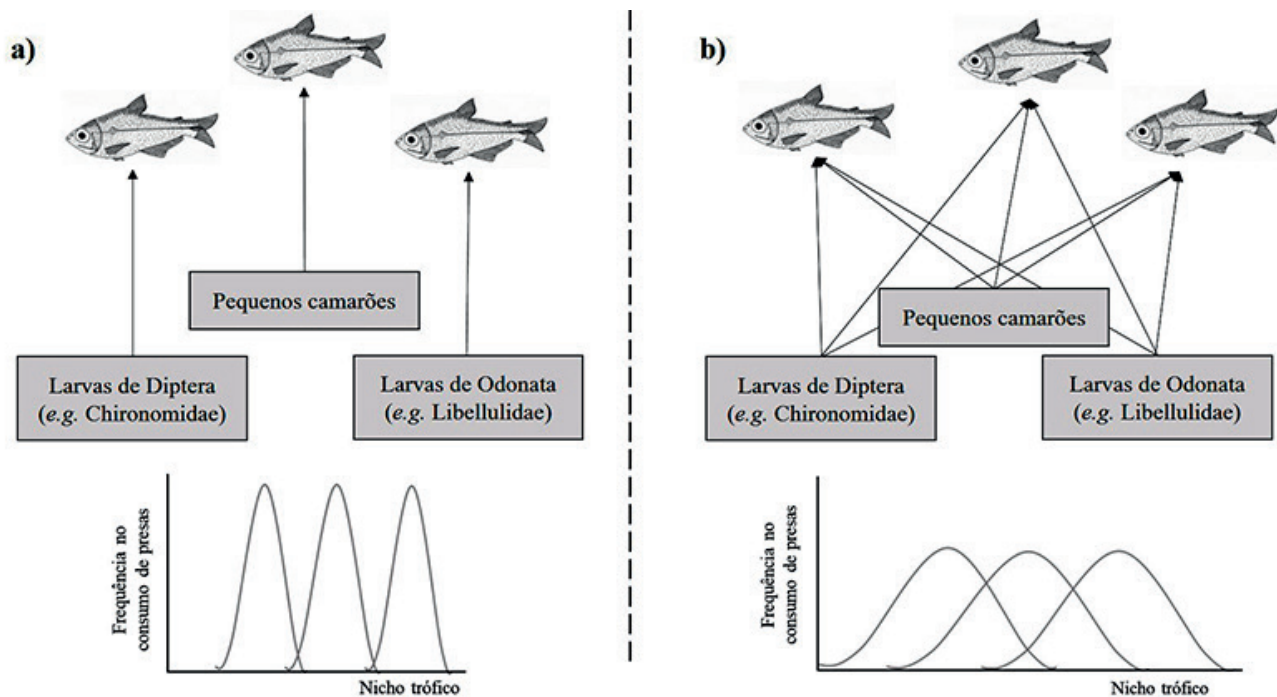 a)
Pequenos camarões
Larvas de Diptera
(e.g. Chironomidae)
Larvas de Odonata
(e.g. Libellulidae)
Frequência no
consumo de presas
Nicho trófico
b)
Pequenos camarões
Larvas de Diptera
(e.g. Chironomidae)
Larvas de Odonata
(e.g. Libellulidae)
Frequência no
consumo de presas
Nicho trófico